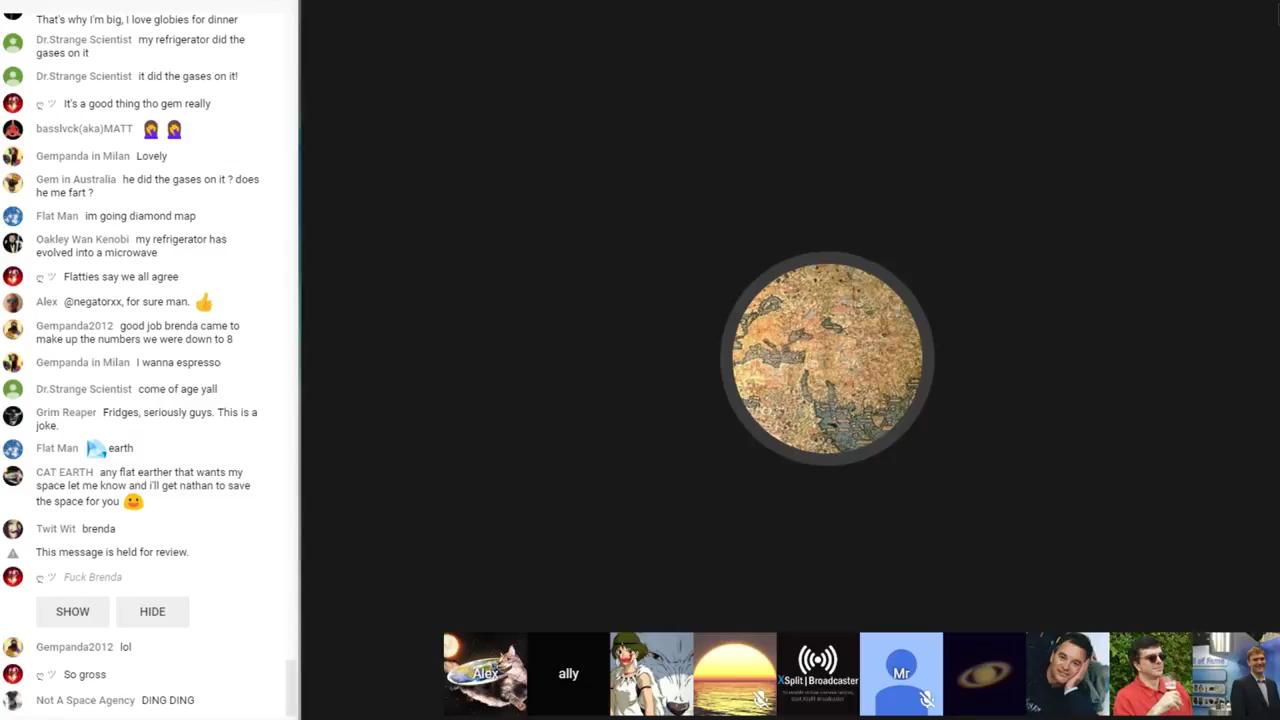 That's why I'm big, I love globies for dinner
Dr.Strange Scientist my refrigerator did the
gases on it
Dr.Strange Scientist it did the gases on it!
ღ ツ It's a good thing tho gem really
basslvck(aka)MATT 🤦‍♀️ 🤦‍♀️
Gempanda in Milan Lovely
Gem in Australia he did the gases on it ? does
he me fart ?
Flat Man im going diamond map
Oakley Wan Kenobi my refrigerator has
evolved into a microwave
ღ ツ Flatties say we all agree
Alex @negatorxx, for sure man. 👍
Gempanda2012 good job brenda came to
make up the numbers we were down to 8
Gempanda in Milan I wanna espresso
Dr.Strange Scientist come of age yall
Grim Reaper Fridges, seriously guys. This is a
joke.
Flat Man earth
CAT EARTH any flat earther that wants my
space let me know and i'll get nathan to save
the space for you
Twit Wit brenda
This message is held for review.
ღ ツ Fuck Brenda
SHOW HIDE
Gempanda2012 lol
ღ ツ So gross
Not A Space Agency DING DING
Alex
ally
XSplit | Broadcaster
Mr